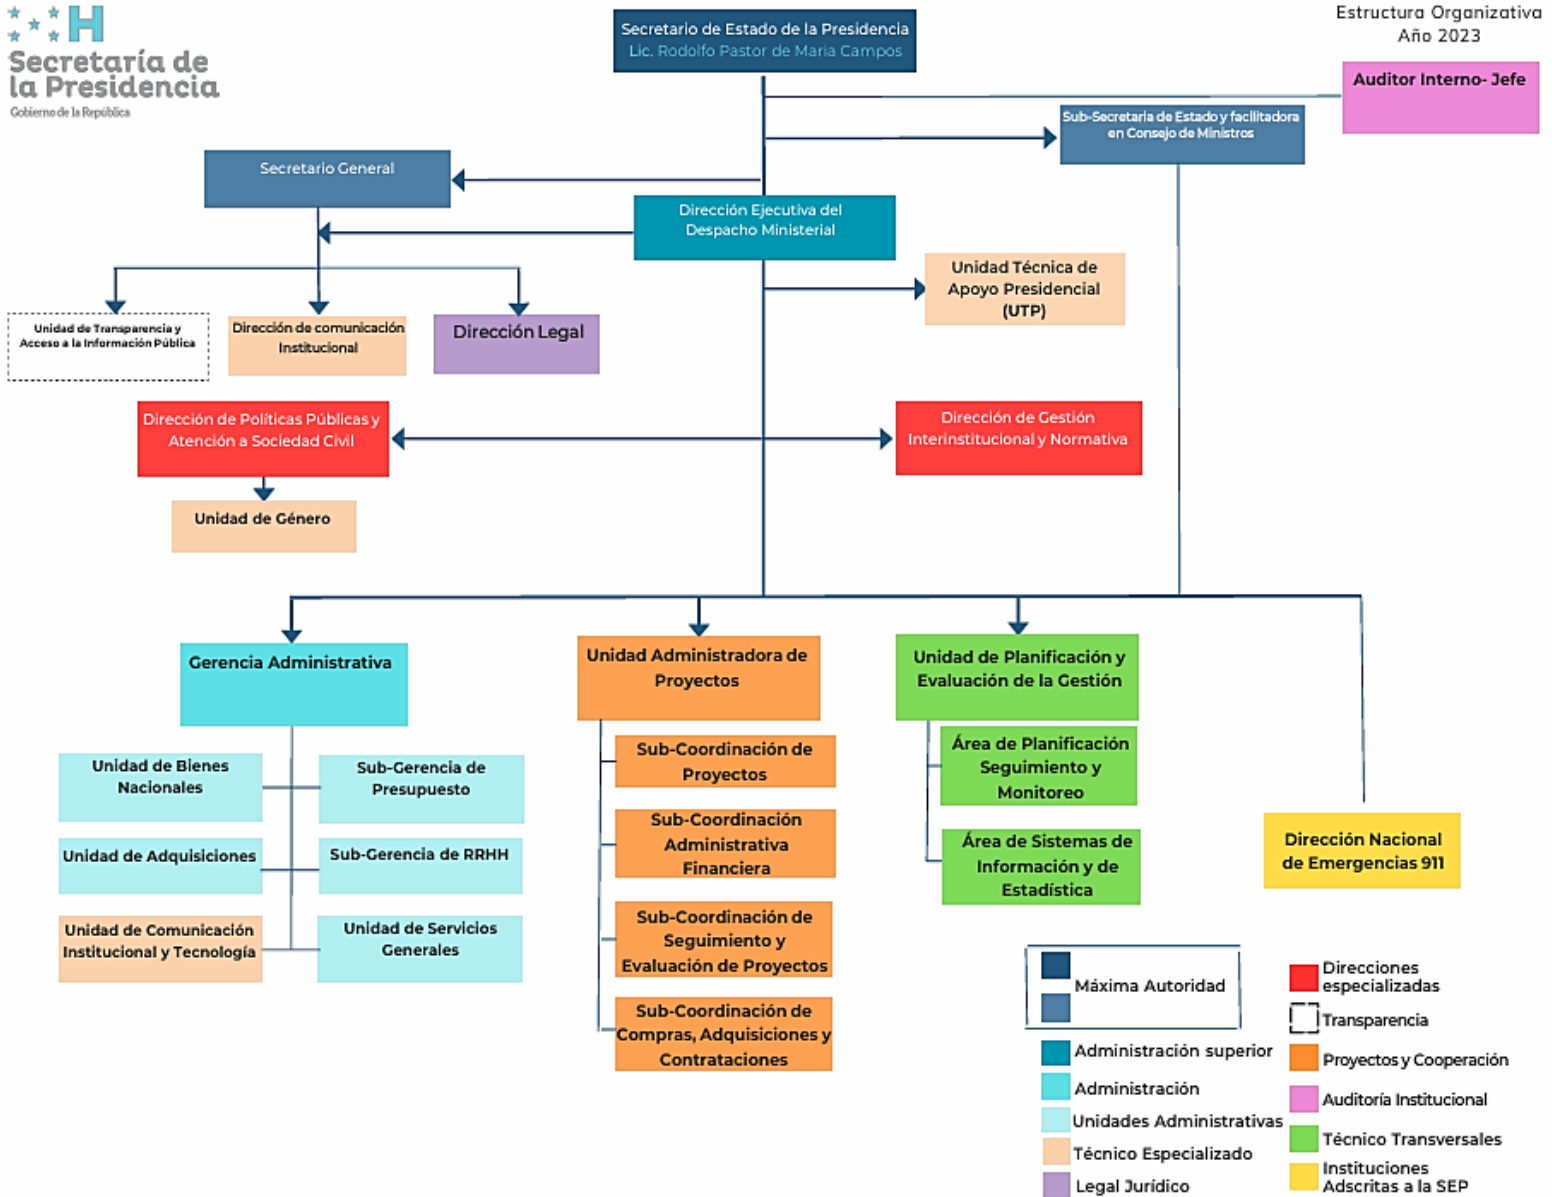 H
Secretaría de
la Presidencia
Gobierno de la República
Estructura Organizativa
Año 2023
Secretario de Estado de la Presidencia
Lic. Rodolfo Pastor de Maria Campos
Auditor Interno- Jefe
Sub-Secretaria de Estado y facilitadora
en Consejo de Ministros
Secretario General
Dirección Ejecutiva del
Despacho Ministerial
Unidad Técnica de
Apoyo Presidencial
(UTP)
Unidad de Transparencia y
Acceso a la Información Pública
Dirección de comunicación
Institucional
Dirección Legal
Dirección de Políticas Públicas y
Atención a Sociedad Civil
Dirección de Gestión
Interinstitucional y Normativa
Unidad de Género
Gerencia Administrativa
Unidad Administradora de
Proyectos
Unidad de Planificación y
Evaluación de la Gestión
Unidad de Bienes
Nacionales
Sub-Gerencia de
Presupuesto
Unidad de Adquisiciones
Sub-Gerencia de RRHH
Unidad de Comunicación
Institucional y Tecnología
Unidad de Servicios
Generales
Sub-Coordinación de
Proyectos
Sub-Coordinación
Administrativa
Financiera
Sub-Coordinación de
Seguimiento y
Evaluación de Proyectos
Sub-Coordinación de
Compras, Adquisiciones y
Contrataciones
Área de Planificación
Seguimiento y
Monitoreo
Área de Sistemas de
Información y de
Estadística
Dirección Nacional
de Emergencias 911
Máxima Autoridad
Administración superior
Administración
Unidades Administrativas
Técnico Especializado
Legal Jurídico
Direcciones
especializadas
Transparencia
Proyectos y Cooperación
Auditoría Institucional
Técnico Transversales
Instituciones
Adscritas a la SEP